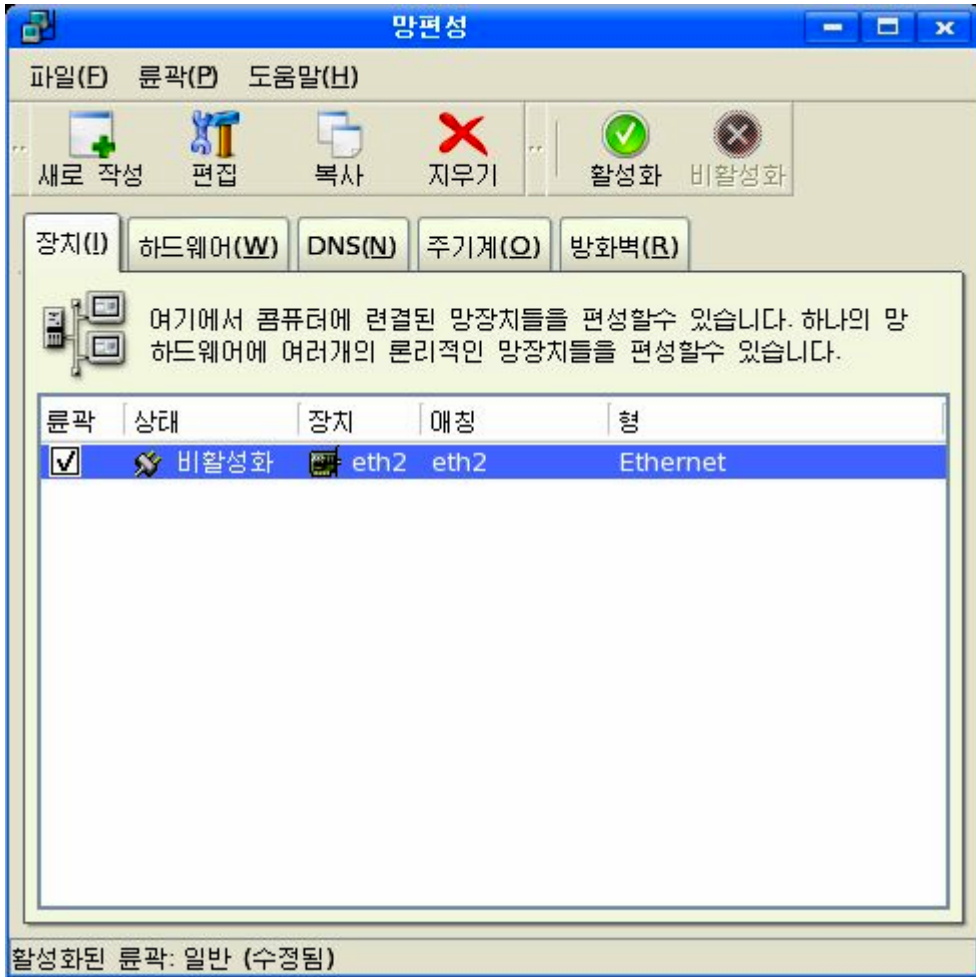 망편성
파일(F) 륜곽(P) 도움말(H)
새로 작성 편집 복사 지우기 활성화 비활성화
장치(I) 하드웨어(W) DNS(N) 주기계(O) 방화벽(R)
여기에서 콤퓨터에 련결된 망장치들을 편성할수 있습니다. 하나의 망
하드웨어에 여러개의 론리적인 망장치들을 편성할수 있습니다.
륜곽 상태 장치 애칭 형
비활성화 eth2 eth2 Ethernet
활성화된 륜곽: 일반 (수정됨)